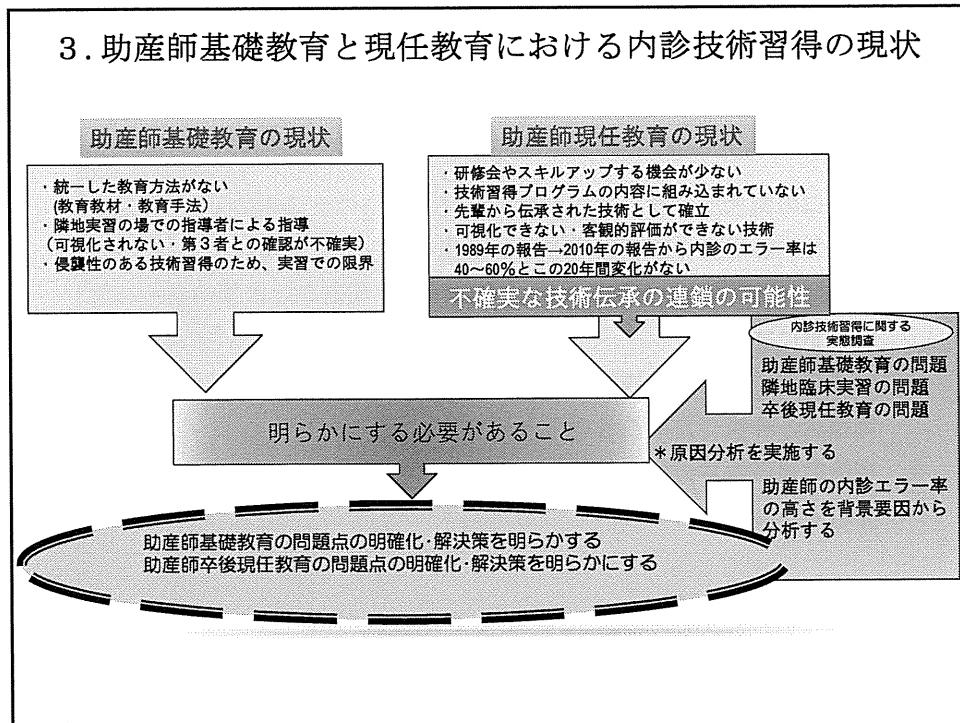 3.助産師基礎教育と現任教育における内診技術習得の現状
助産師基礎教育の現状
・統一した教育方法がない
(教育教材・教育手法)
・隣地実習の場での指導者による指導
(可視化されない・第3者との確認が不確実)
・侵襲性のある技術習得のため、実習での限界
助産師現任教育の現状
・研修会やスキルアップする機会が少ない
・技術習得プログラムの内容に組み込まれていない
・先輩から伝承された技術として確立
・可視化できない・客観的評価ができない技術
・1989年の報告→2010年の報告から内診のエラー率は
40～60%とこの20年間変化がない
不確実な技術伝承の連鎖の可能性
内診技術習得に関する
実態調査
助産師基礎教育の問題
隣地臨床実習の問題
卒後現任教育の問題
明らかにする必要があること
＊原因分析を実施する
助産師の内診エラー率
の高さを背景要因から
分析する
助産師基礎教育の問題点の明確化・解決策を明らかする
助産師卒後現任教育の問題点の明確化・解決策を明らかにする